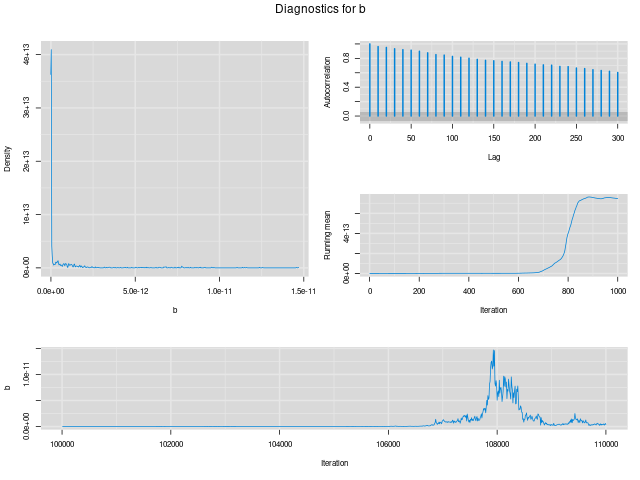 Diagnostics for b
Density
0e+00 1e+13 2e+13 3e+13 4e+13
0.0e+00 5.0e-12 1.0e-11 1.5e-11
b
Autocorrelation
0.0 0.4 0.8
0 50 100 150 200 250 300
Lag
Running mean
0e+00 4e-13
0 200 400 600 800 1000
Iteration
b
0.0e+00 1.0e-11
100000 102000 104000 106000 108000 110000
Iteration